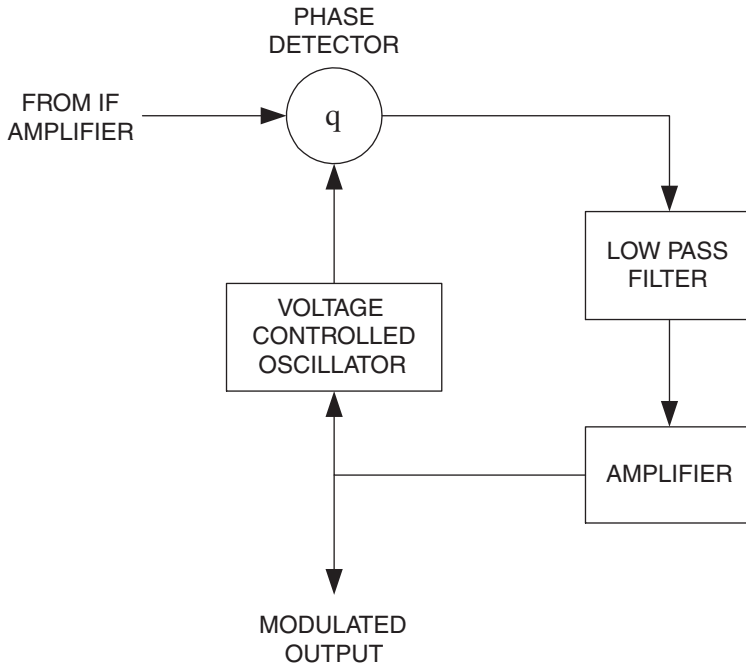 PHASE
DETECTOR
FROM IF
AMPLIFIER
q
LOW PASS
FILTER
VOLTAGE
CONTROLLED
OSCILLATOR
AMPLIFIER
MODULATED
OUTPUT